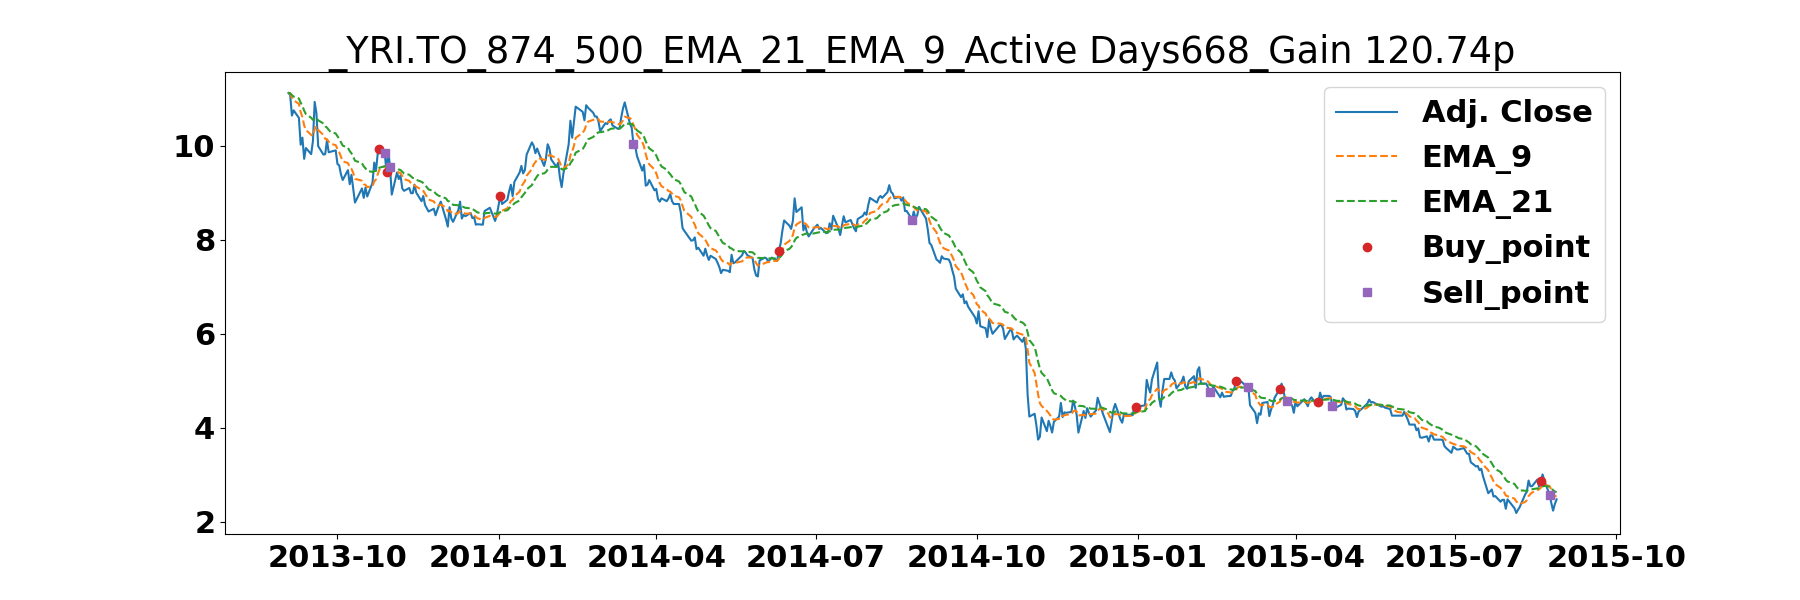 _YRI.TO_874_500_EMA_21_EMA_9_Active Days668_Gain 120.74p
Adj. Close
EMA_9
EMA_21
Buy_point
Sell_point
10
8
6
4
2
2013-10 2014-01 2014-04 2014-07 2014-10 2015-01 2015-04 2015-07 2015-10